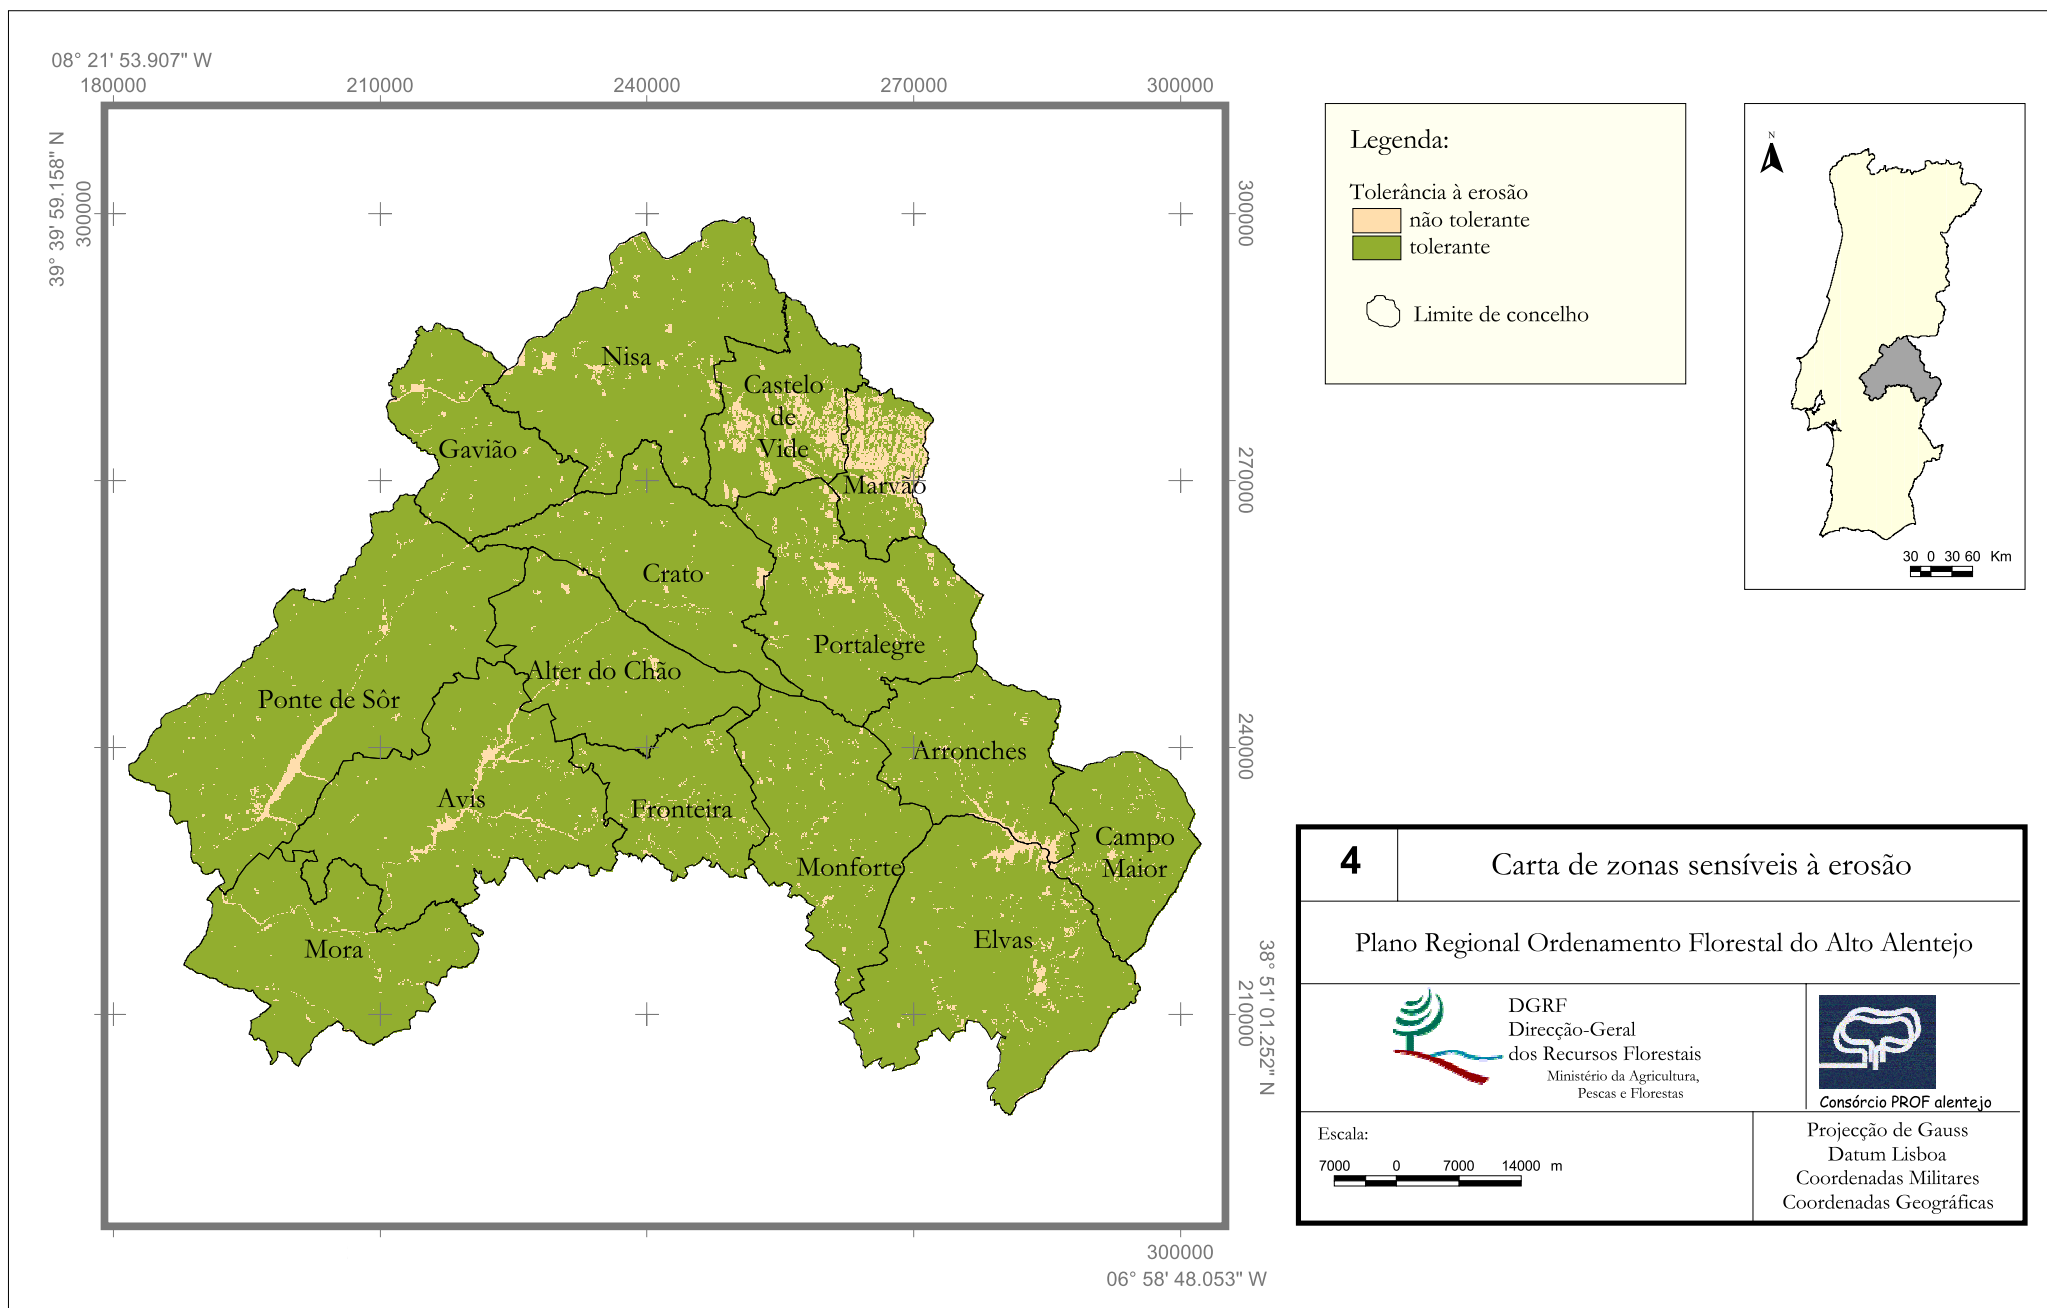 08° 21' 53.907" W
180000
210000
240000
270000
300000
39° 39' 59.158" N
300000
300000
270000
240000
210000
38° 51' 01.252" N
300000
06° 58' 48.053" W
Nisa
Castelo
de
Vide
Gavião
Marvão
Crato
Portalegre
Alter do Chão
Ponte de Sôr
Arronches
Avis
Fronteira
Campo
Maior
Monforte
Elvas
Mora
Legenda:
Tolerância à erosão
não tolerante
tolerante
Limite de concelho
N
30 0 30 60 Km
4
Carta de zonas sensíveis à erosão
Plano Regional Ordenamento Florestal do Alto Alentejo
DGRF
Direcção-Geral
dos Recursos Florestais
Ministério da Agricultura,
Pescas e Florestas
Consórcio PROF alentejo
Escala:
7000 0 7000 14000 m
Projecção de Gauss
Datum Lisboa
Coordenadas Militares
Coordenadas Geográficas